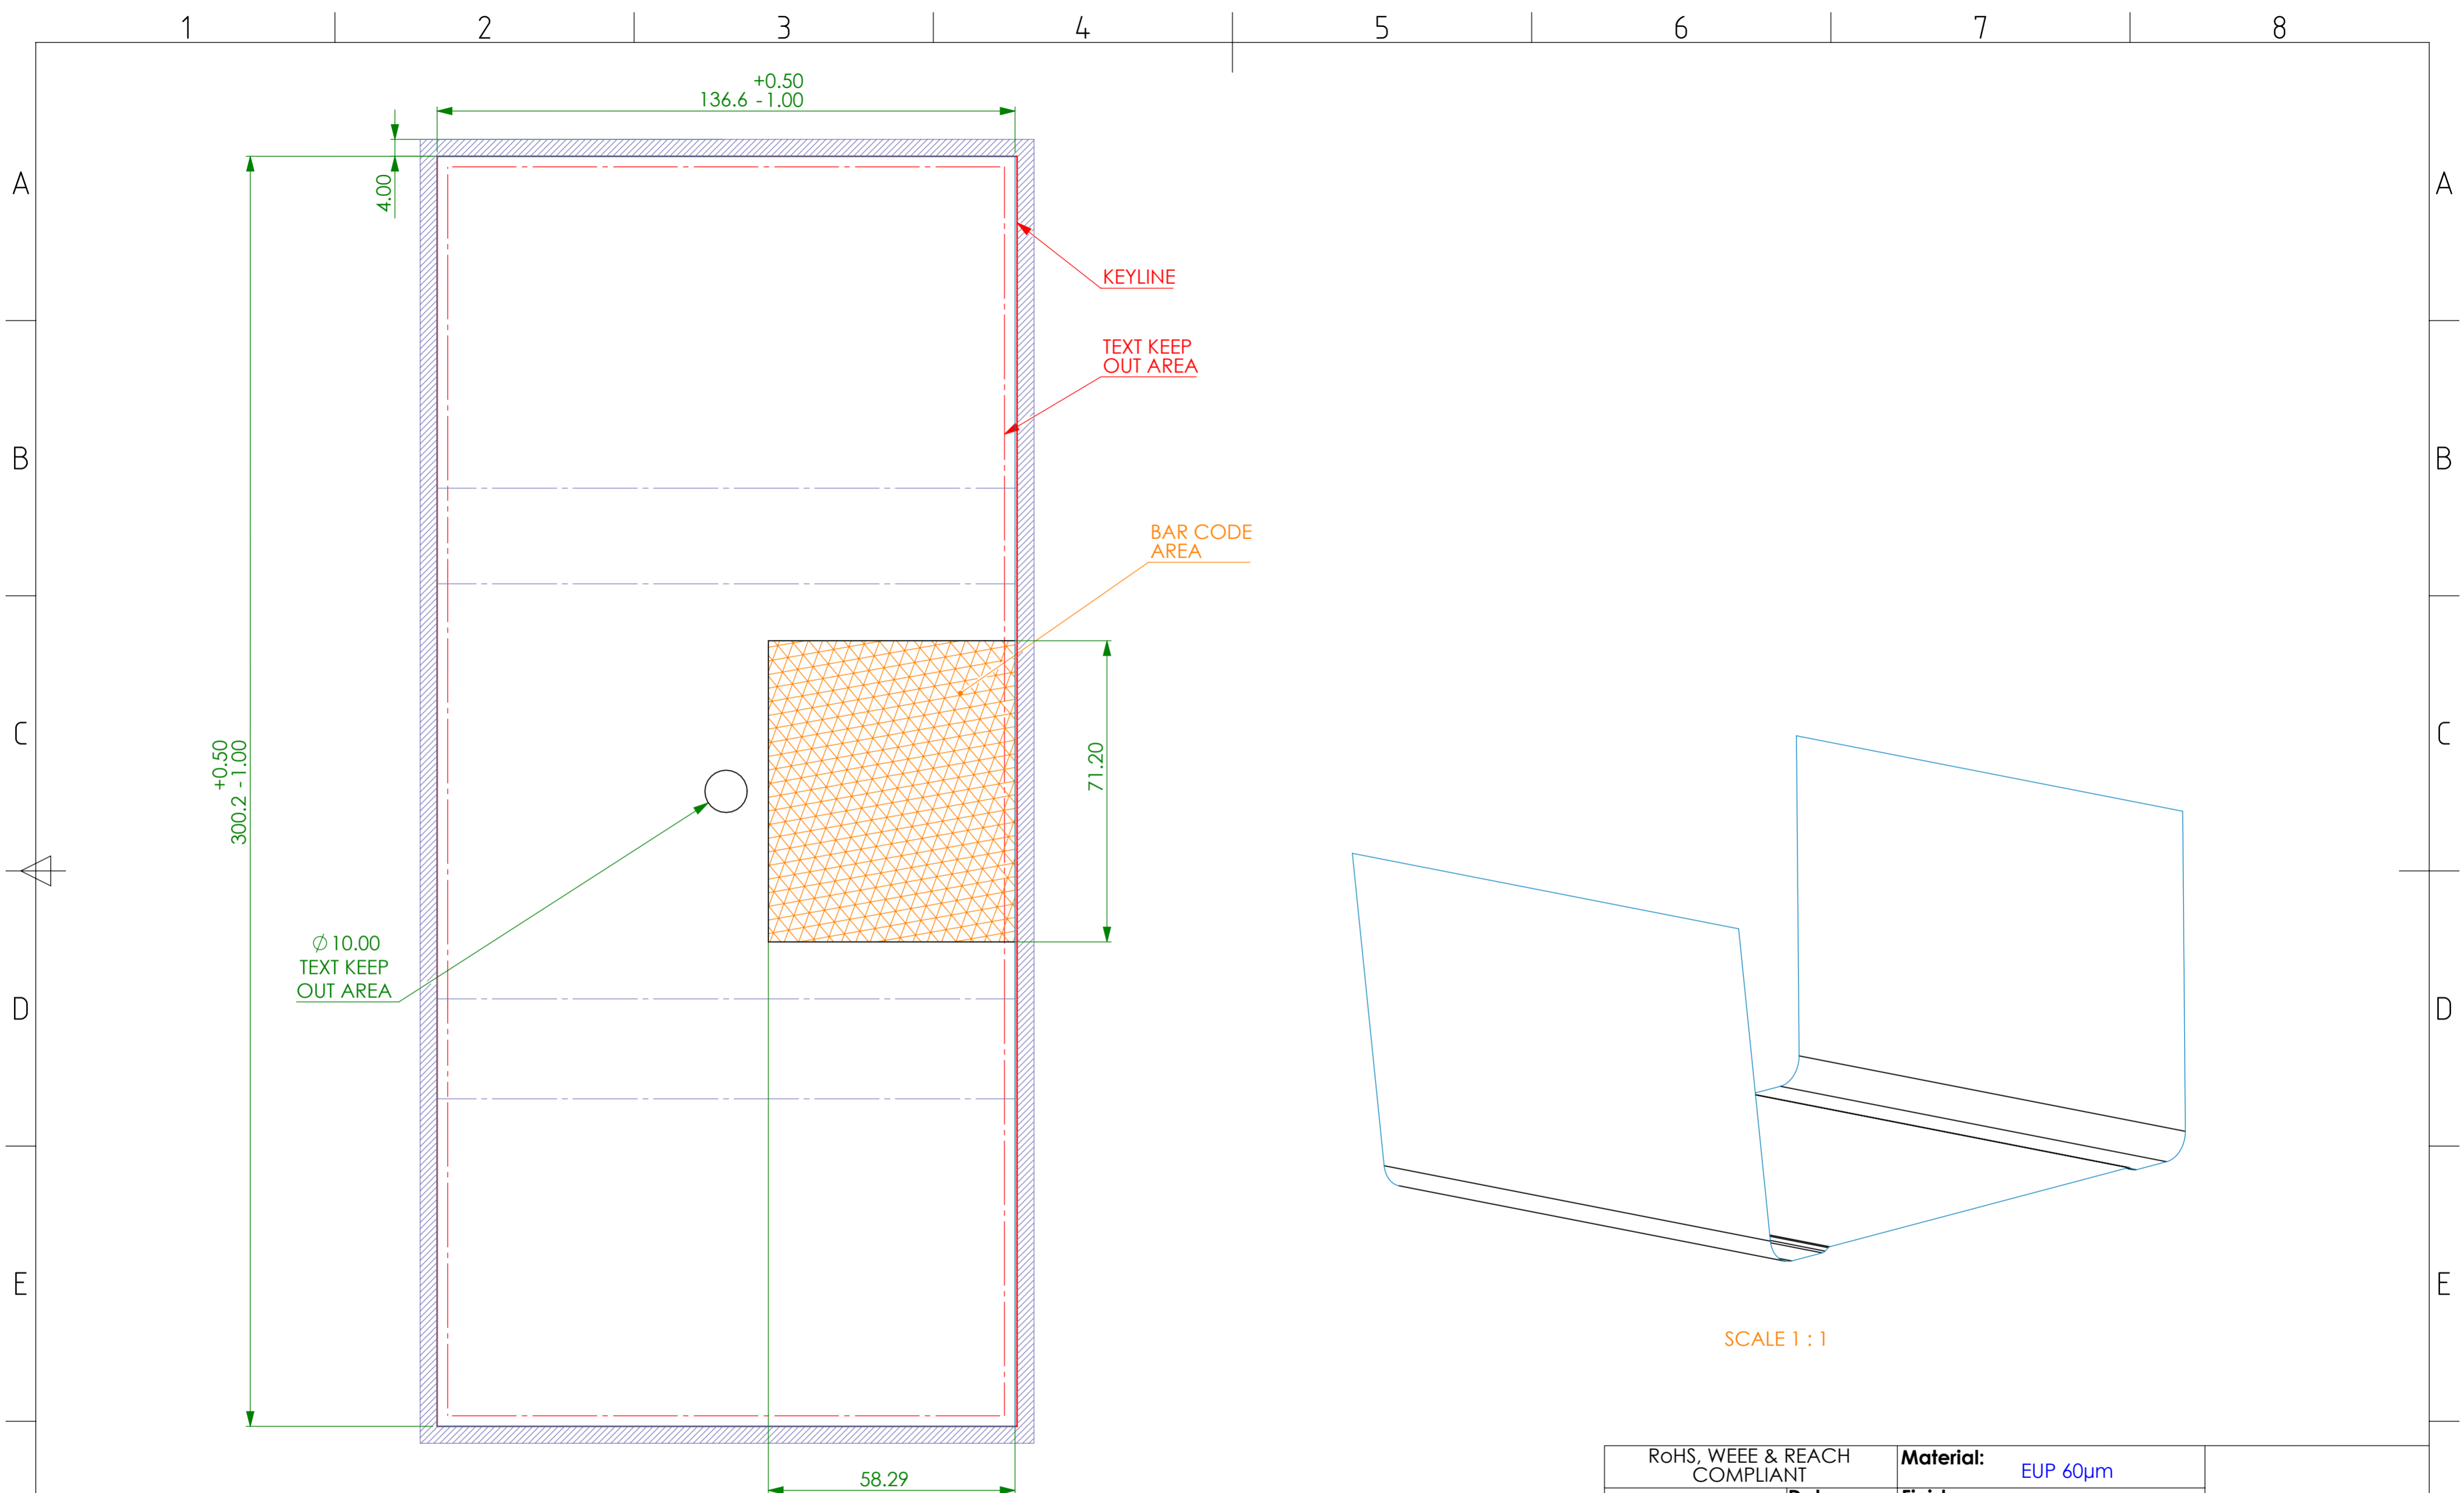 1 2 3 4 5 6 7 8
+0.50
136.6 -1.00
A A
4.00
KEYLINE
TEXT KEEP
OUT AREA
B B
BAR CODE
AREA
C C
+0.50
300.2 -1.00
71.20
⌀10.00
TEXT KEEP
OUT AREA
D D
E E
SCALE 1 : 1
58.29
RoHS, WEEE & REACH
COMPLIANT
Material:
EUP 60µm